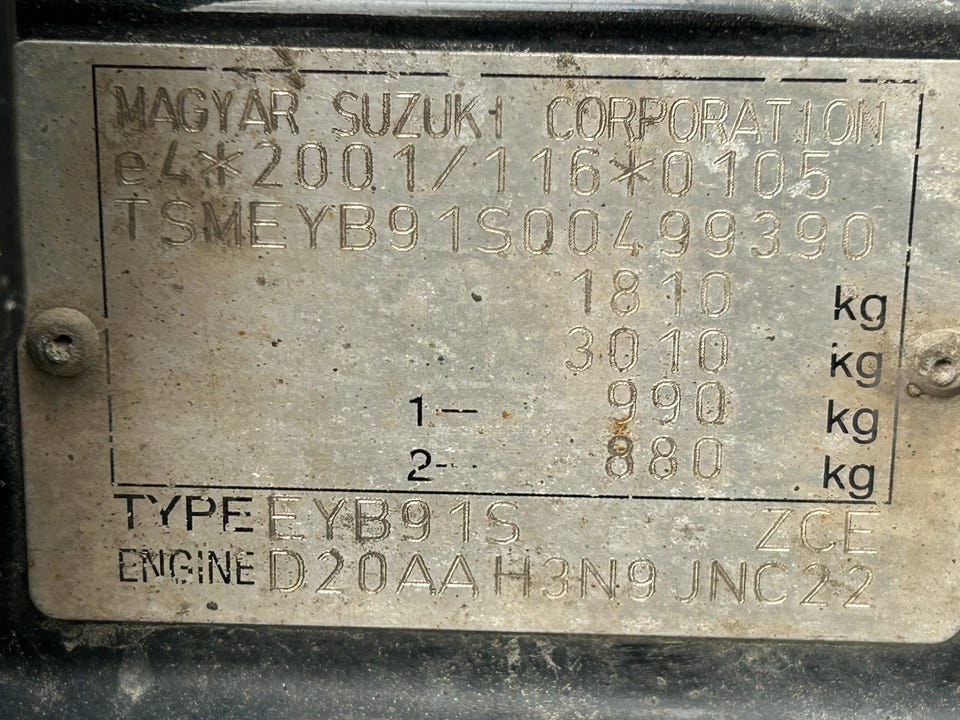 MAGYAR SUZUKI CORPORATION
e4*2001/116*0105
TSMEYB91S00499390
1810 kg
3010 kg
1- 990 kg
2- 880 kg
TYPE EYB91S ZCE
ENGINE D20AA H3N9 JNC22